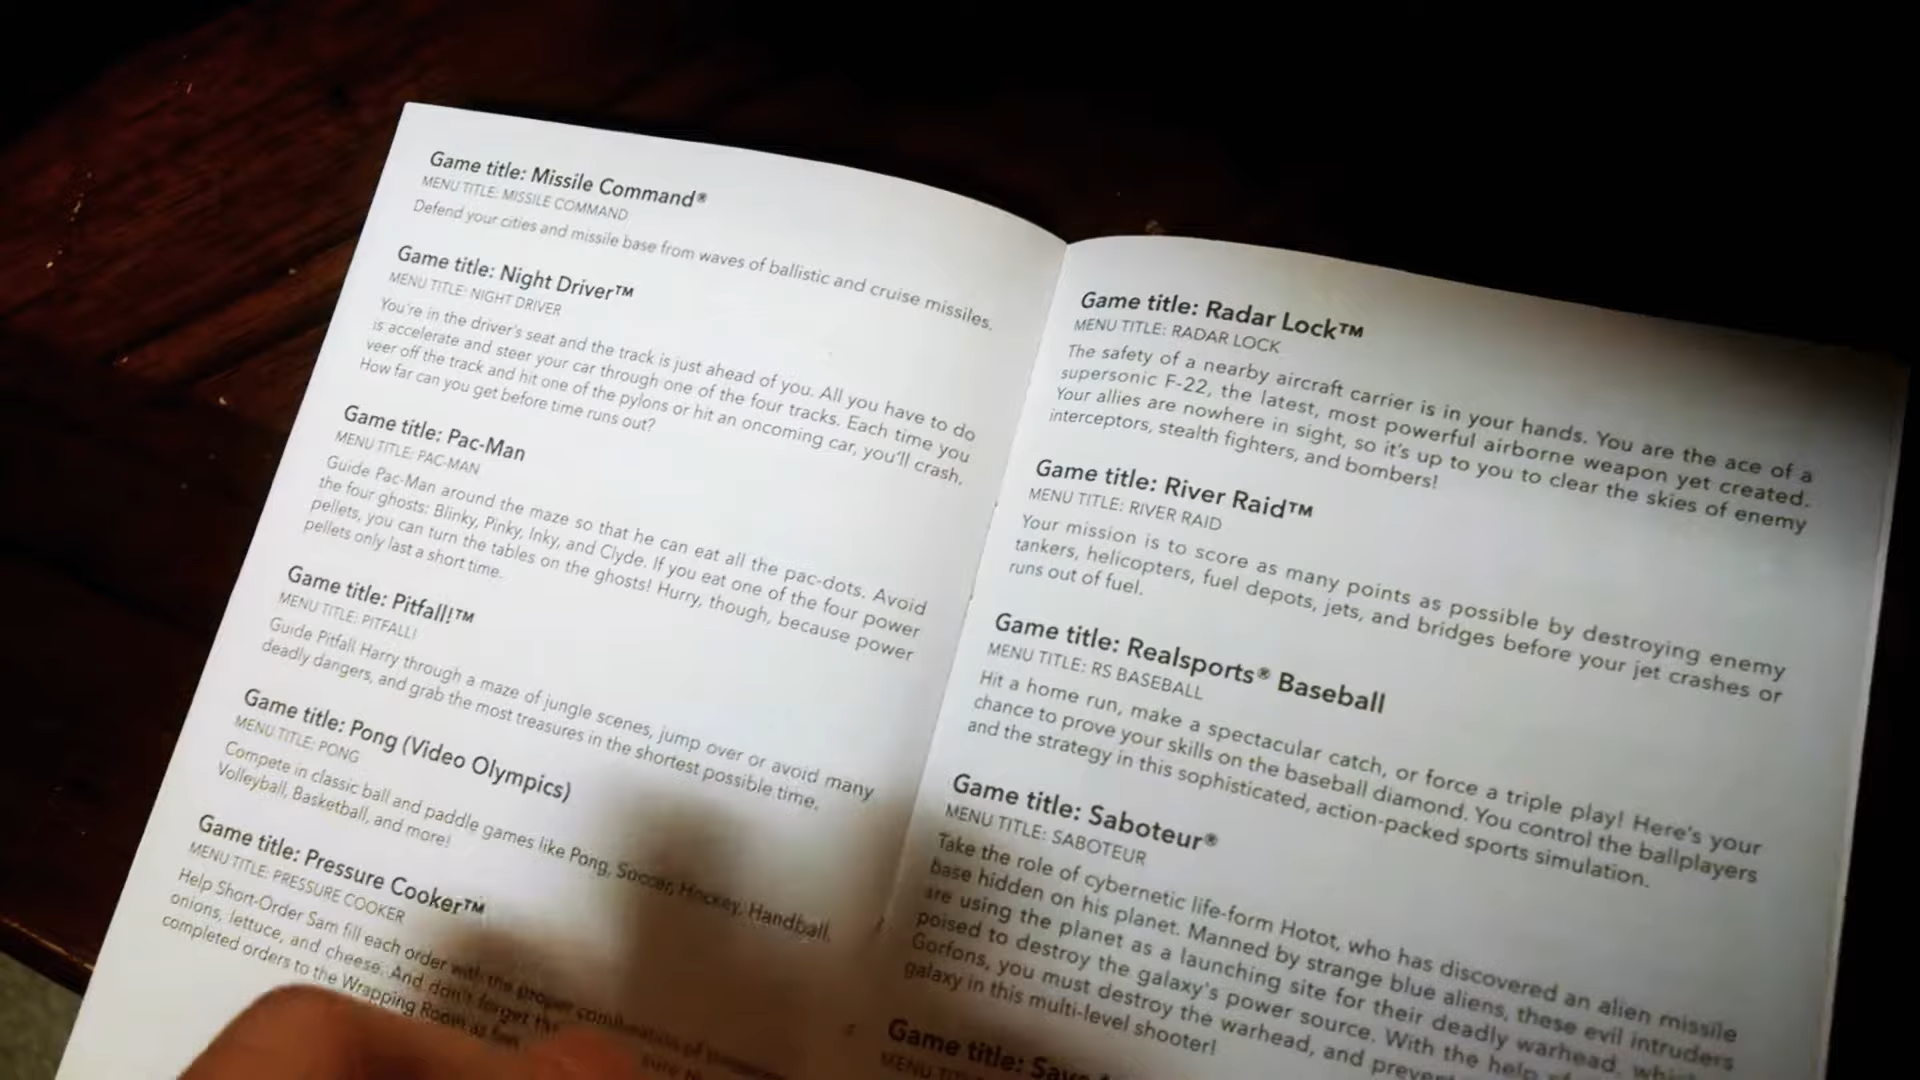 Game title: Missile Command®
MENU TITLE: MISSILE COMMAND
Defend your cities and missile base from waves of ballistic and cruise missiles.
Game title: Night Driver™
MENU TITLE: NIGHT DRIVER
You're in the driver's seat and the track is just ahead of you. All you have to do
is accelerate and steer your car through one of the four tracks. Each time you
veer off the track and hit one of the pylons or hit an oncoming car, you'll crash.
How far can you get before time runs out?
Game title: Pac-Man
MENU TITLE: PAC-MAN
Guide Pac-Man around the maze so that he can eat all the pac-dots. Avoid
the four ghosts: Blinky, Pinky, Inky, and Clyde. If you eat one of the four power
pellets, you can turn the tables on the ghosts! Hurry, though, because power
pellets only last a short time.
Game title: Pitfall!™
MENU TITLE: PITFALL!
Guide Pitfall Harry through a maze of jungle scenes, jump over or avoid many
deadly dangers, and grab the most treasures in the shortest possible time.
Game title: Pong (Video Olympics)
MENU TITLE: PONG
Compete in classic ball and paddle games like Pong, Soccer, Hockey, Handball,
Volleyball, Basketball, and more!
Game title: Pressure Cooker™
MENU TITLE: PRESSURE COOKER
Help Short-Order Sam fill each order with the proper combination of
onions, lettuce, and cheese. And don't forget
completed orders to the Wrapping Room as
Game title: Radar Lock™
MENU TITLE: RADAR LOCK
The safety of a nearby aircraft carrier is in your hands. You are the ace of a
supersonic F-22, the latest, most powerful airborne weapon yet created.
Your allies are nowhere in sight, so it's up to you to clear the skies of enemy
interceptors, stealth fighters, and bombers!
Game title: River Raid™
MENU TITLE: RIVER RAID
Your mission is to score as many points as possible by destroying enemy
tankers, helicopters, fuel depots, jets, and bridges before your jet crashes or
runs out of fuel.
Game title: Realsports® Baseball
MENU TITLE: RS BASEBALL
Hit a home run, make a spectacular catch, or force a triple play! Here's your
chance to prove your skills on the baseball diamond. You control the ballplayers
and the strategy in this sophisticated, action-packed sports simulation.
Game title: Saboteur®
MENU TITLE: SABOTEUR
Take the role of cybernetic life-form Hotot, who has discovered an alien missile
base hidden on his planet. Manned by strange blue aliens, these evil intruders
are using the planet as a launching site for their deadly warhead,
poised to destroy the galaxy's power source. With the help
Gorfons, you must destroy the warhead, and
galaxy in this multi-level shooter!
Game title:
MENU